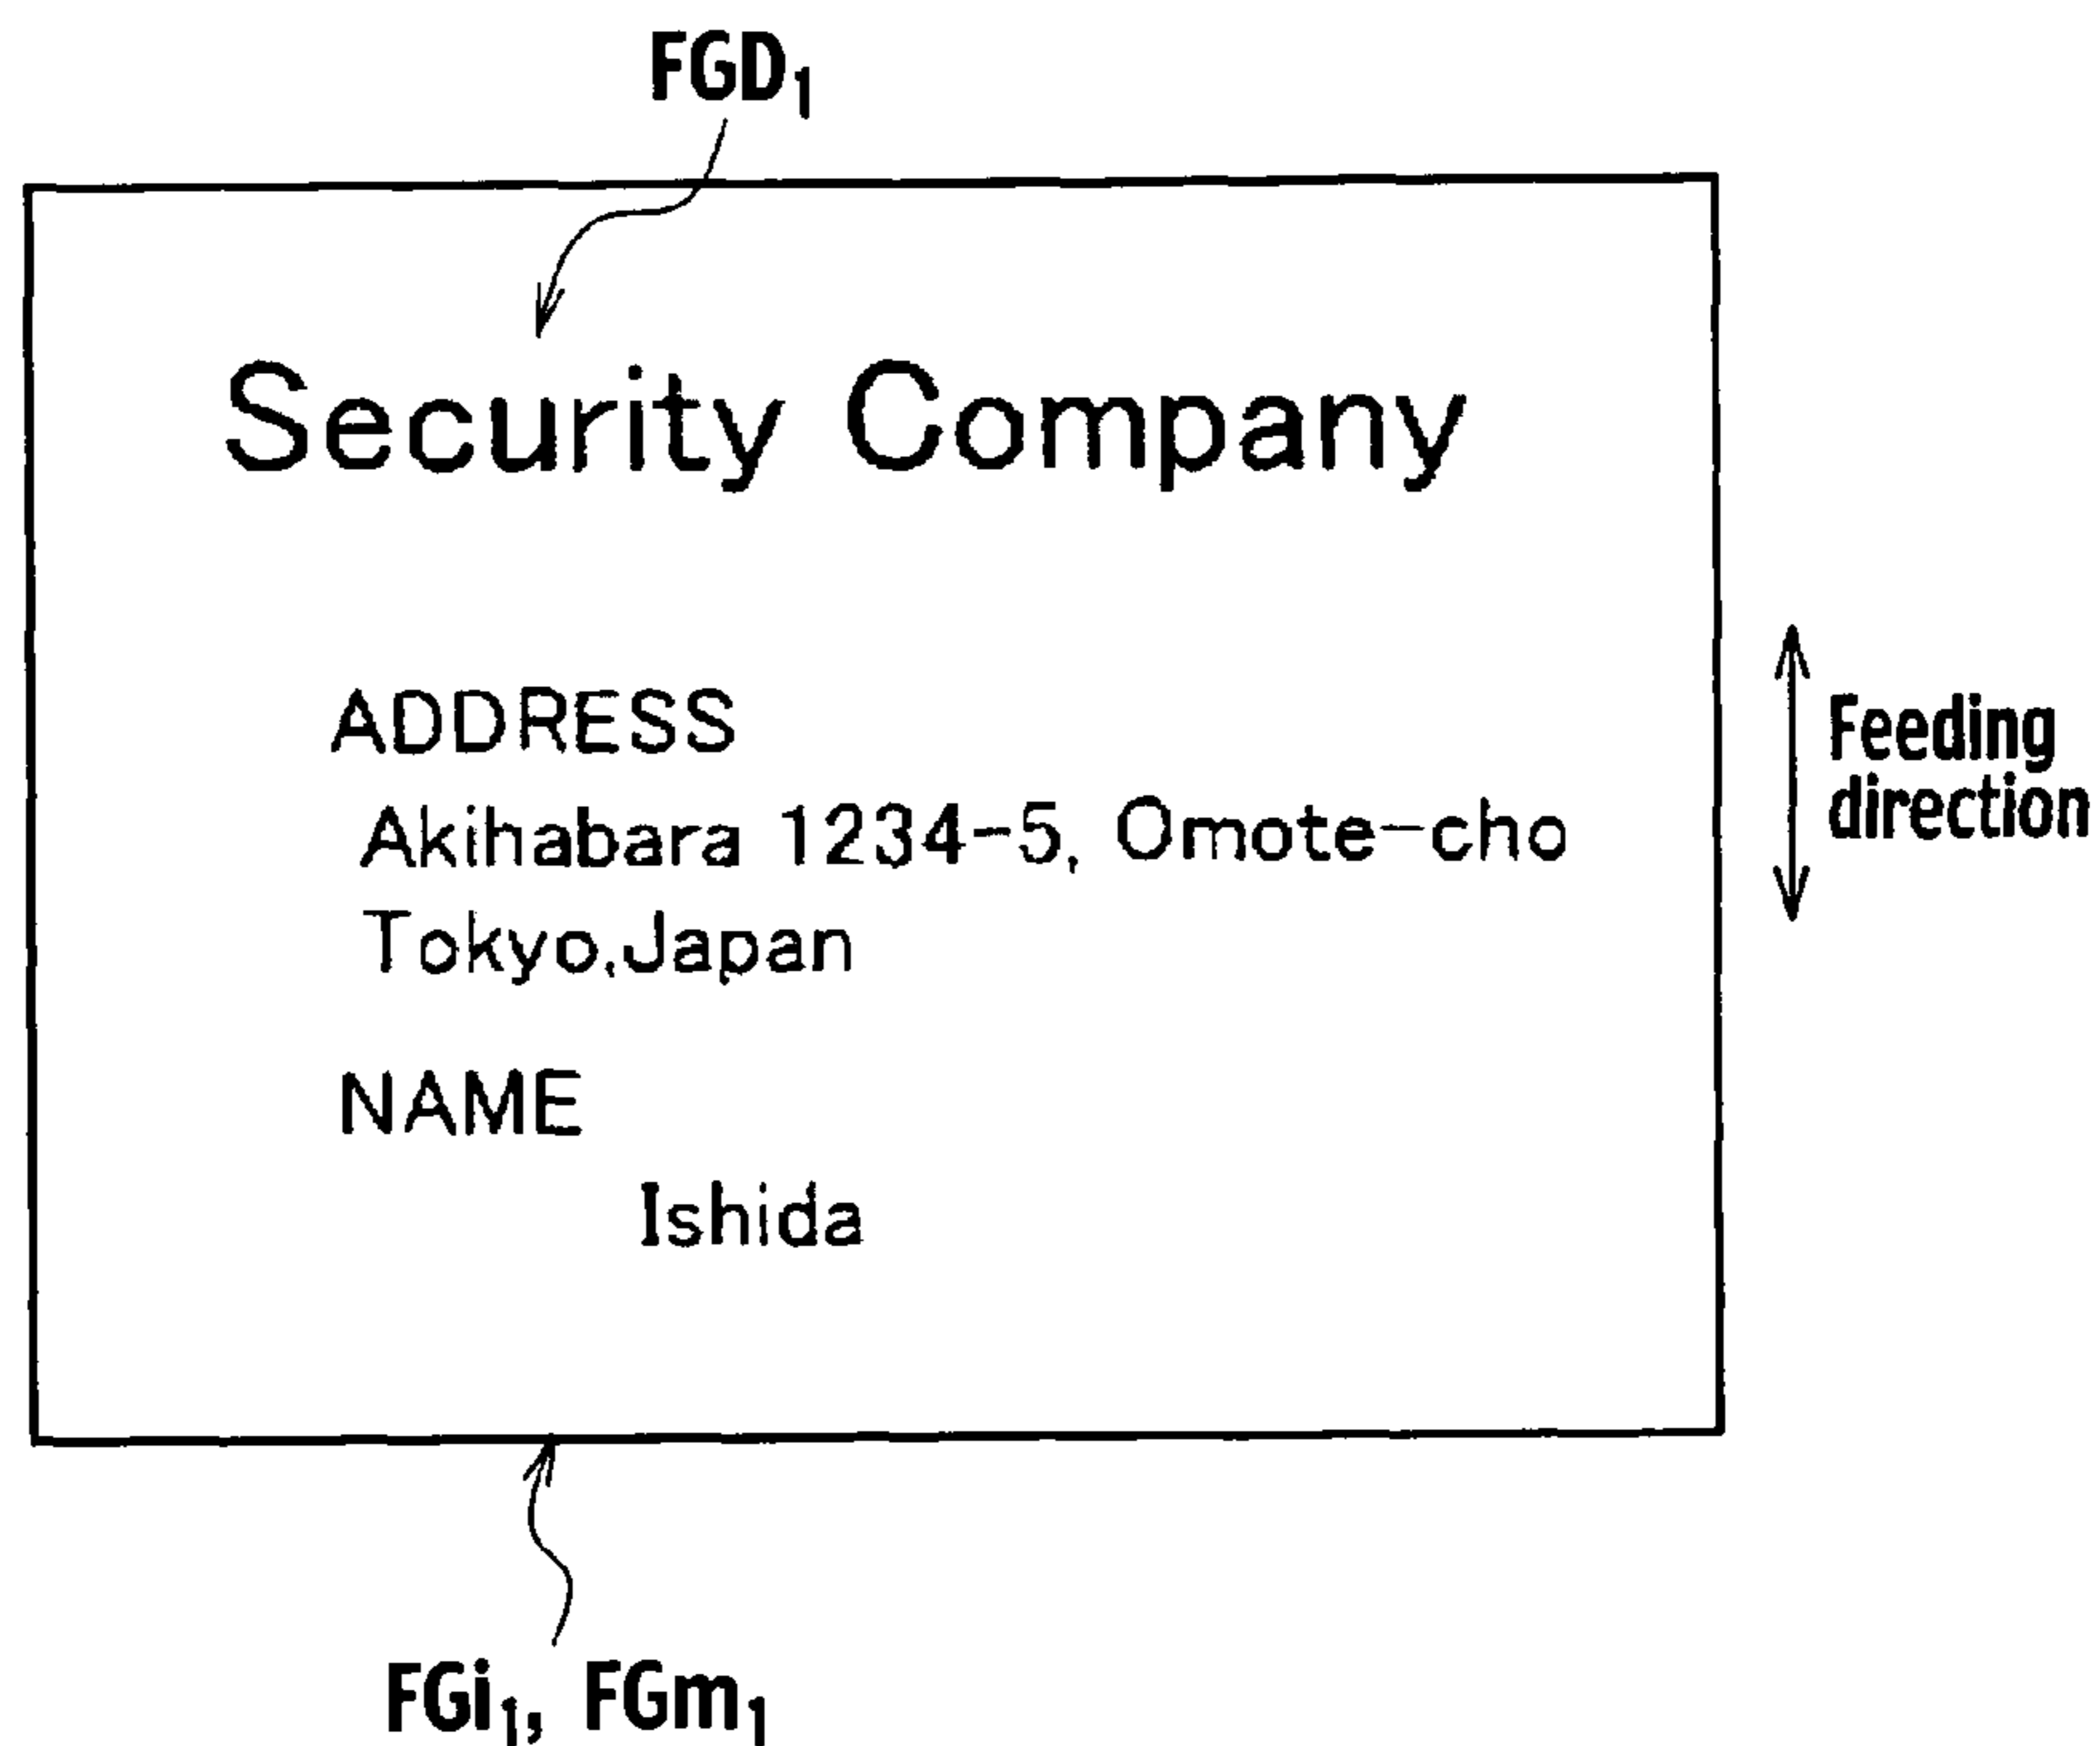 FGD₁
Security Company
ADDRESS
Akihabara 1234-5, Omote-cho
Tokyo,Japan
NAME
Ishida
Feeding
direction
FGi₁, FGm₁